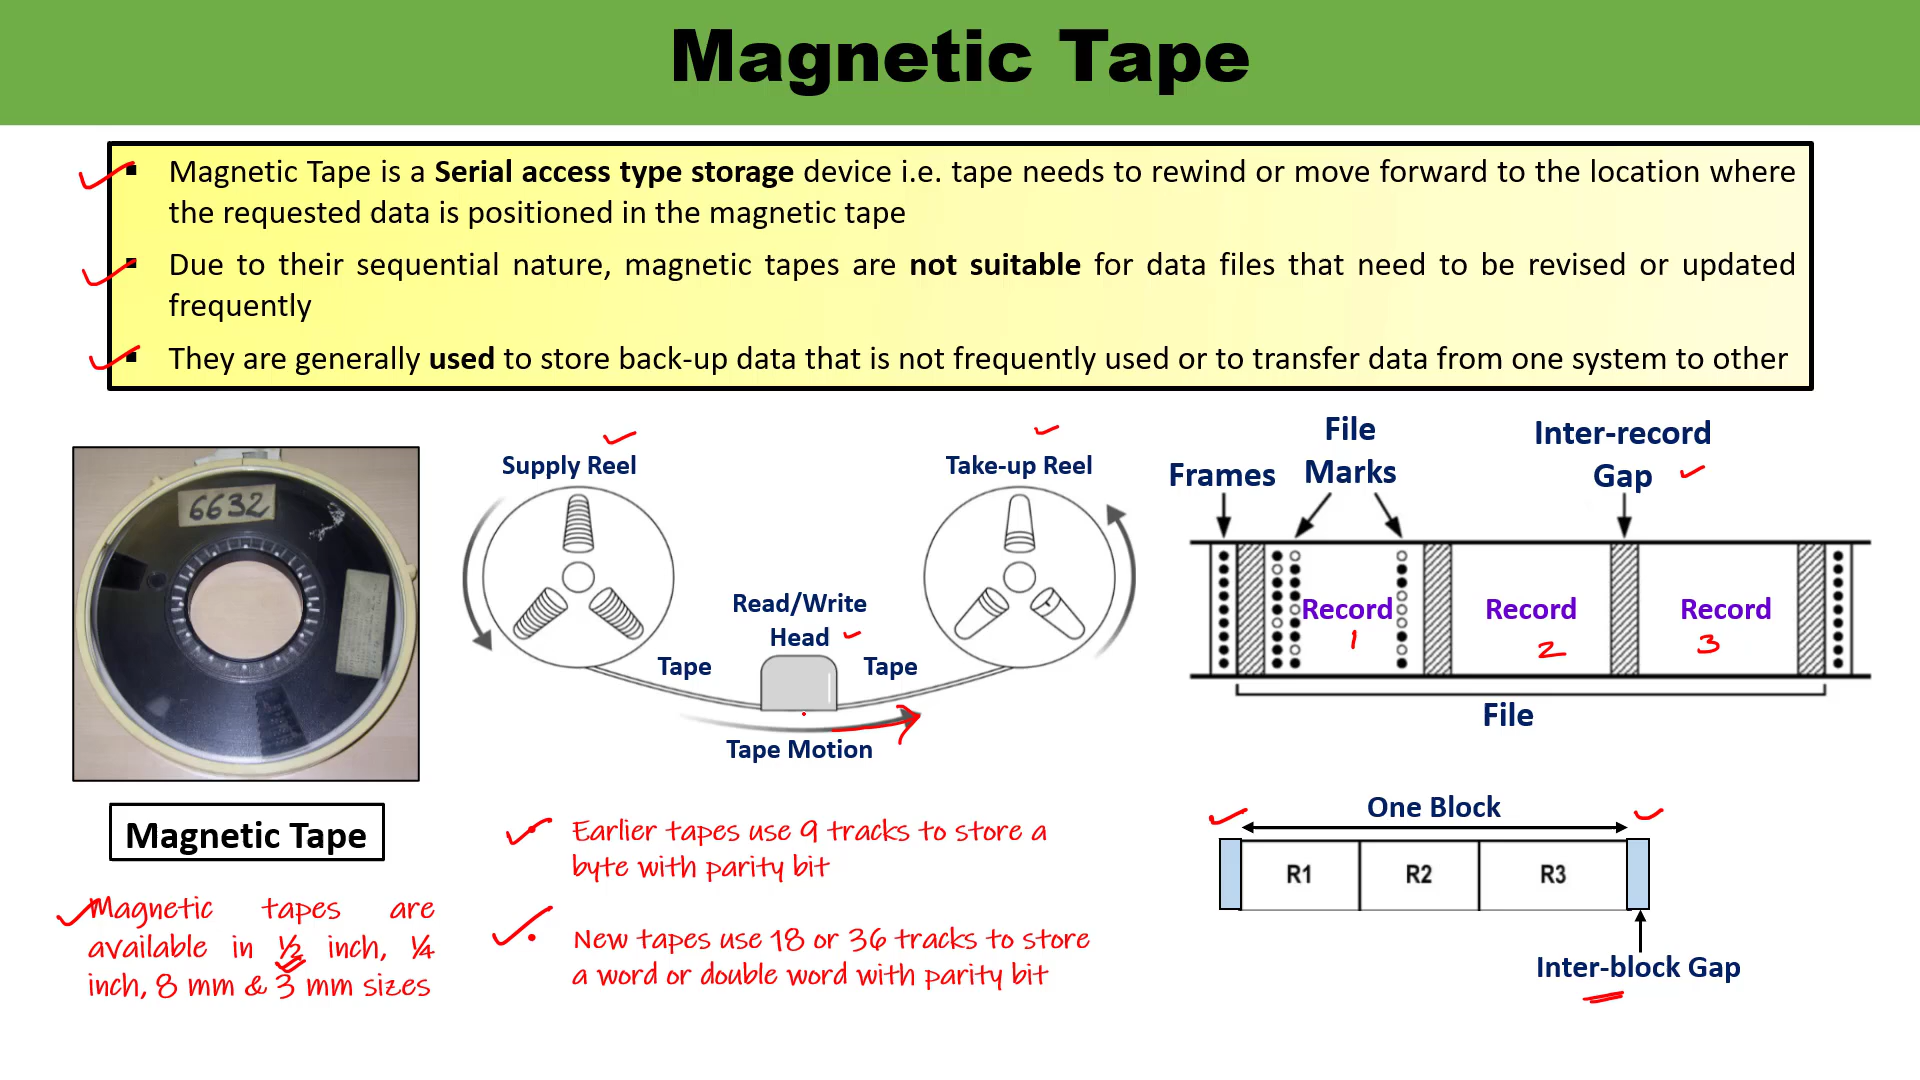 Magnetic Tape
Magnetic Tape is a Serial access type storage device i.e. tape needs to rewind or move forward to the location where
the requested data is positioned in the magnetic tape
Due to their sequential nature, magnetic tapes are not suitable for data files that need to be revised or updated
frequently
They are generally used to store back-up data that is not frequently used or to transfer data from one system to other
6632
Magnetic Tape
Magnetic tapes are
available in ½ inch, ¼
inch, 8 mm & 3 mm sizes
Supply Reel
Take-up Reel
Read/Write
Head
Tape
Tape
Tape Motion
Earlier tapes use 9 tracks to store a
byte with parity bit
New tapes use 18 or 36 tracks to store
a word or double word with parity bit
Frames
File
Marks
Inter-record
Gap
Record
1
Record
2
Record
3
File
One Block
R1
R2
R3
Inter-block Gap